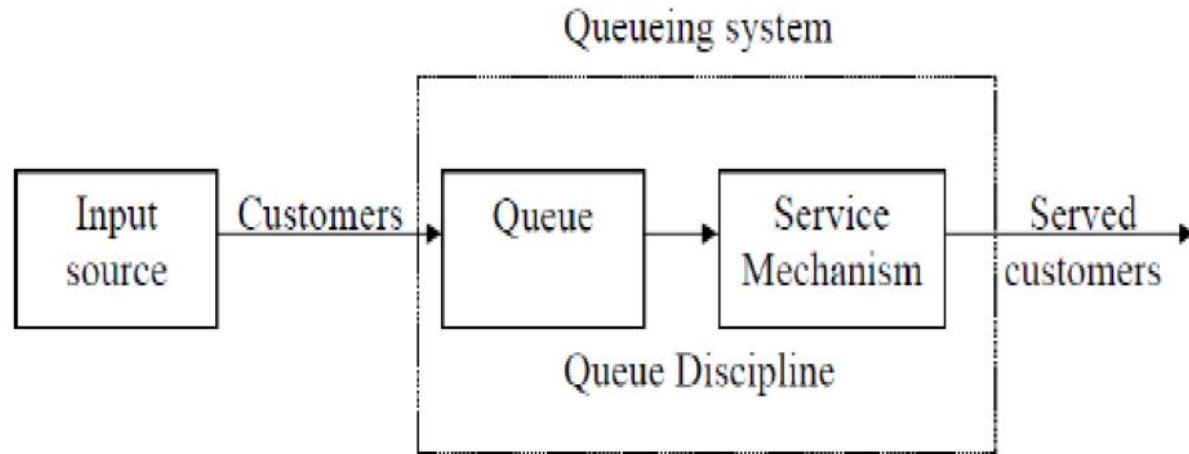 Queueing system
Input
source
Customers
Queue
Service
Mechanism
Served
customers
Queue Discipline